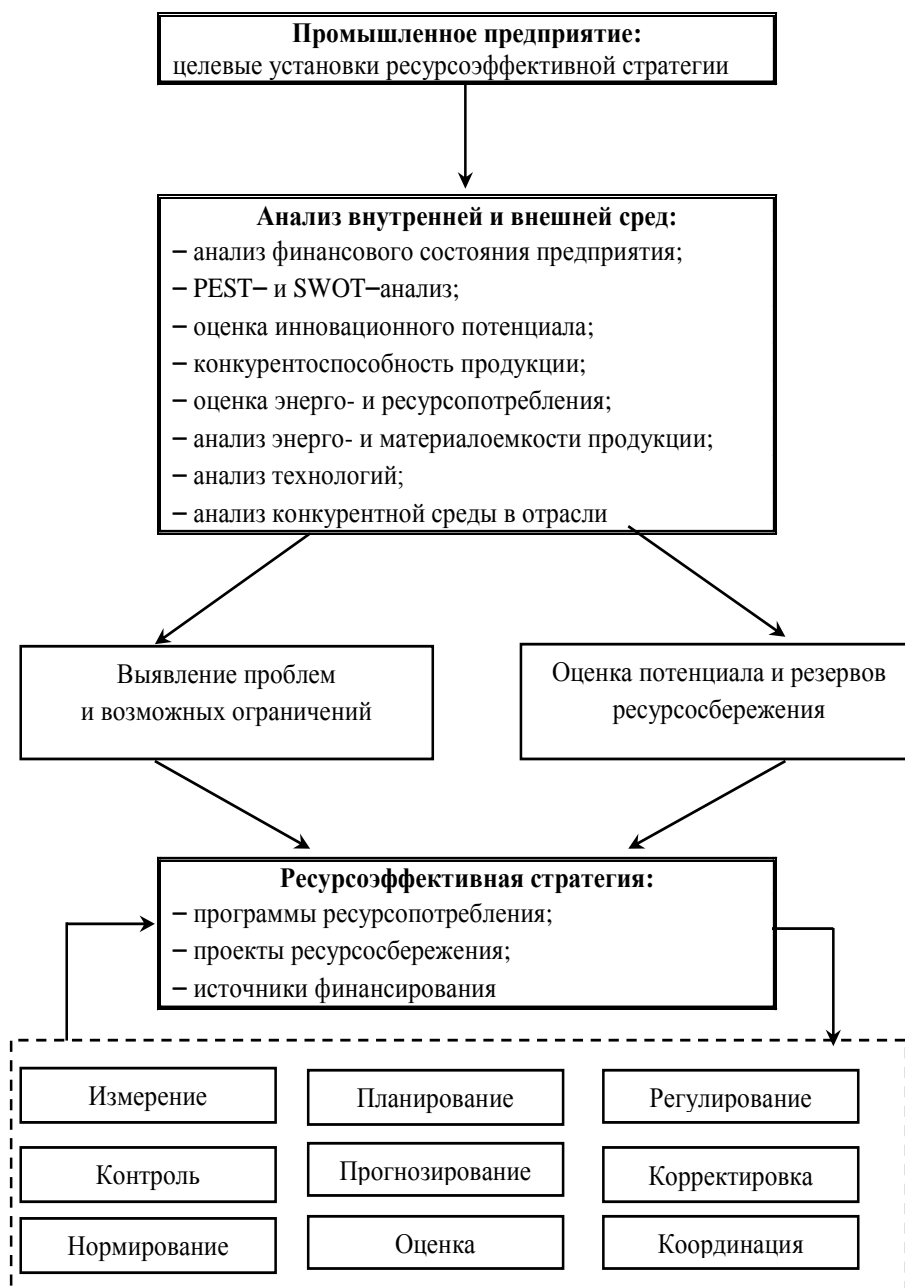 Промышленное предприятие:
целевые установки ресурсоэффективной стратегии
Анализ внутренней и внешней сред:
– анализ финансового состояния предприятия;
– PEST– и SWOT–анализ;
– оценка инновационного потенциала;
– конкурентоспособность продукции;
– оценка энерго- и ресурсопотребления;
– анализ энерго- и материалоемкости продукции;
– анализ технологий;
– анализ конкурентной среды в отрасли
Выявление проблем
и возможных ограничений
Оценка потенциала и резервов
ресурсосбережения
Ресурсоэффективная стратегия:
– программы ресурсопотребления;
– проекты ресурсосбережения;
– источники финансирования
Измерение
Планирование
Регулирование
Контроль
Прогнозирование
Корректировка
Нормирование
Оценка
Координация